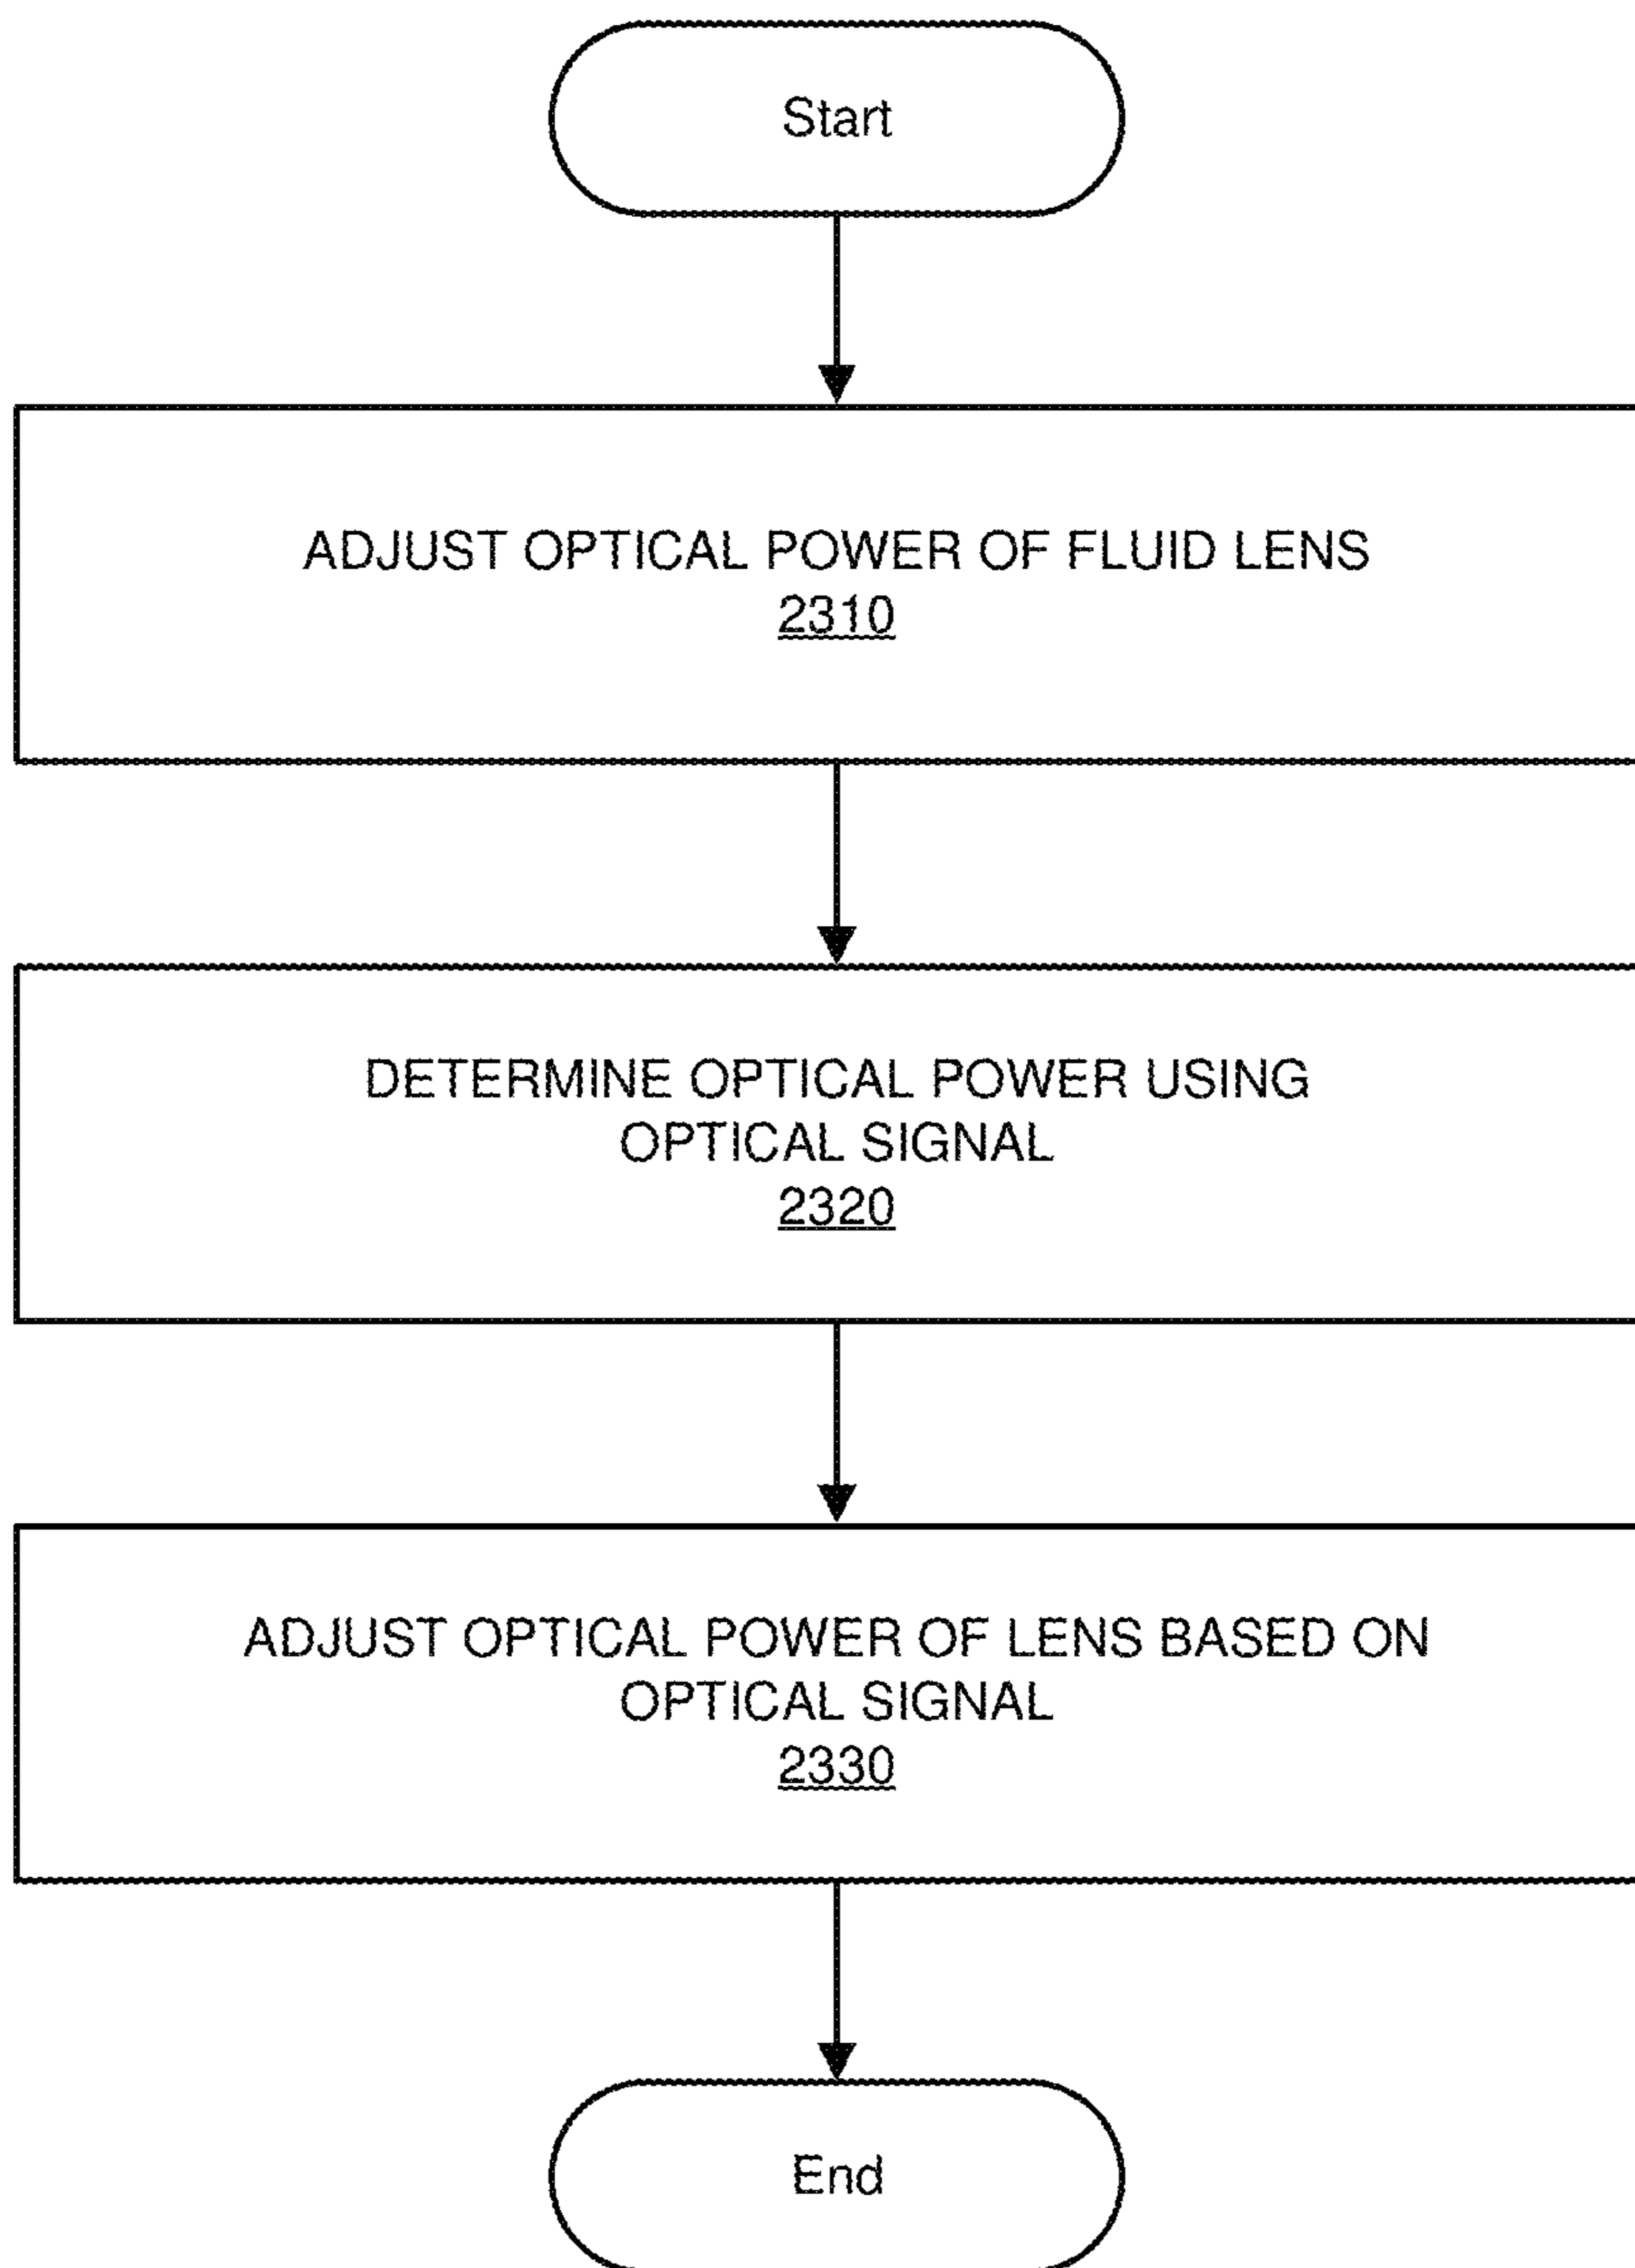 Start
ADJUST OPTICAL POWER OF FLUID LENS
2310
DETERMINE OPTICAL POWER USING
OPTICAL SIGNAL
2320
ADJUST OPTICAL POWER OF LENS BASED ON
OPTICAL SIGNAL
2330
End